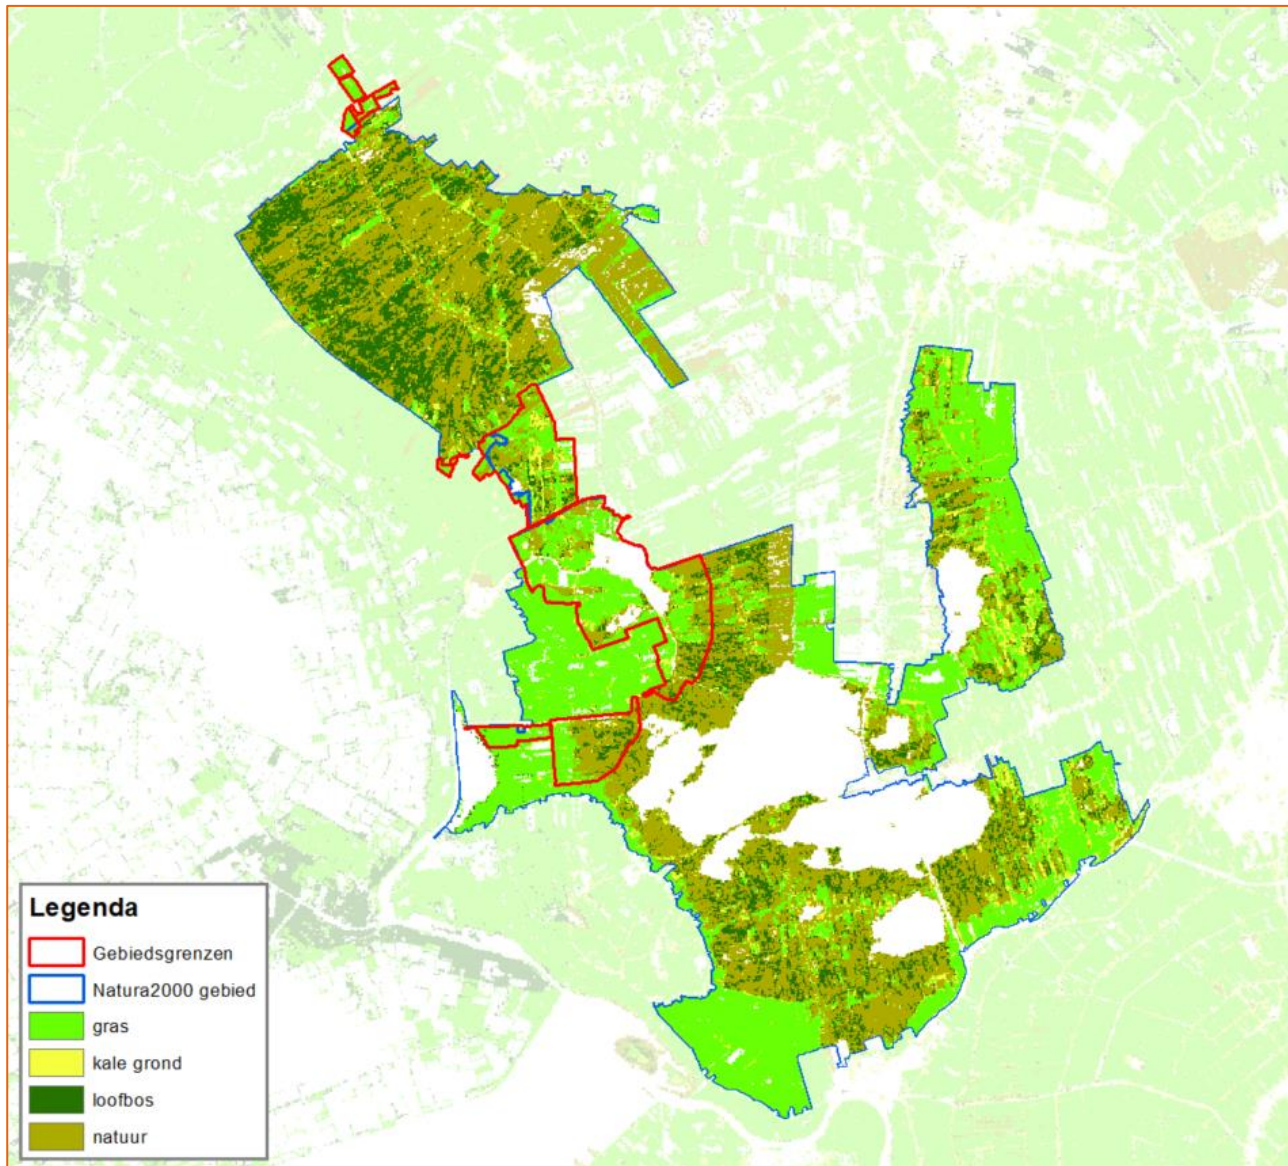 Legenda
Gebiedsgrenzen
Natura2000 gebied
gras
kale grond
loofbos
natuur